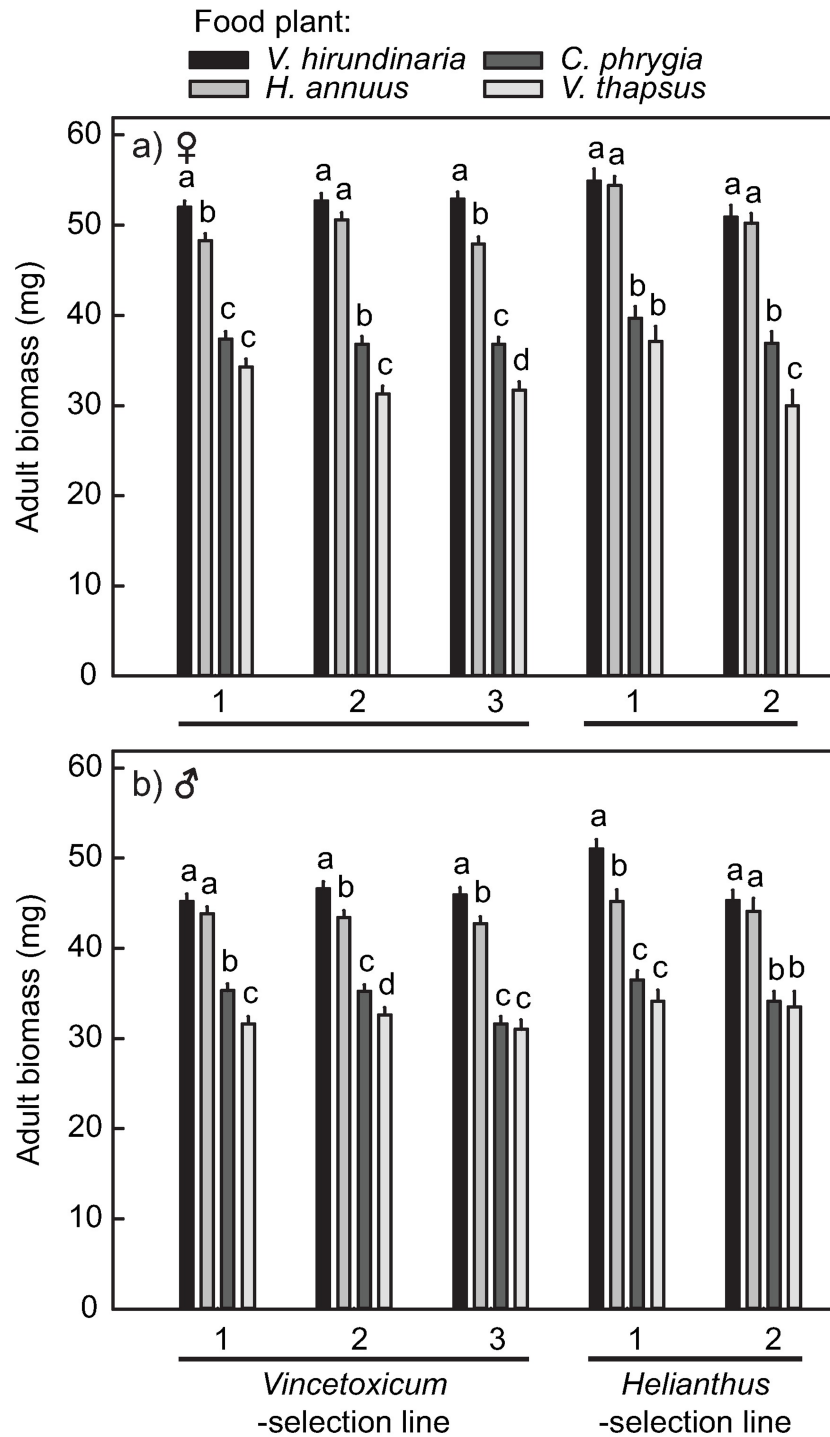 Food plant:
V. hirundinaria C. phrygia
H. annuus V. thapsus
a) ♀
Adult biomass (mg)
60
50
40
30
20
10
0
a b c c
a a b c
a b c d
a a b b
a a b c
1 2 3 1 2
b) ♂
Adult biomass (mg)
60
50
40
30
20
10
0
a a b c
a b c d
a b c c
a b c c
a a b b
1 2 3 1 2
Vincetoxicum Helianthus
-selection line -selection line